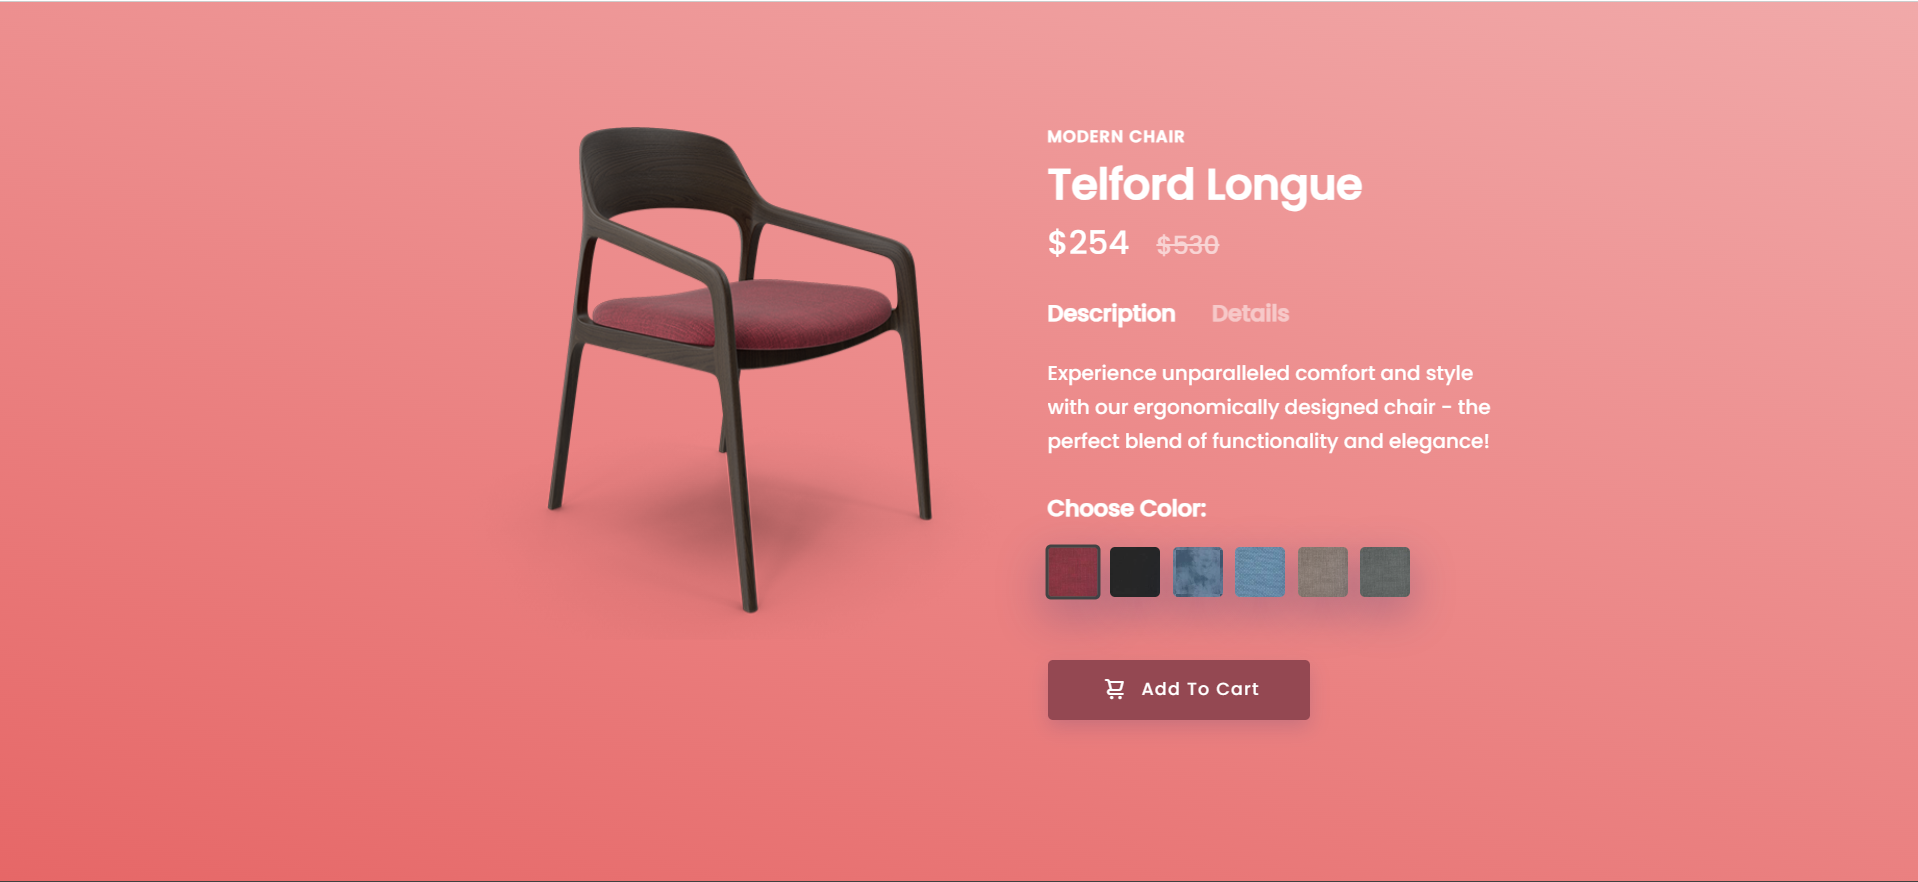 MODERN CHAIR
Telford Longue
$254 $530
Description Details
Experience unparalleled comfort and style
with our ergonomically designed chair - the
perfect blend of functionality and elegance!
Choose Color:
Add To Cart